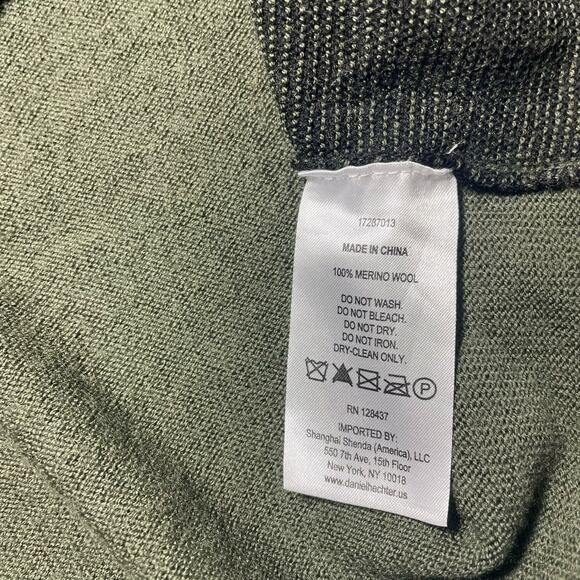 17287013
MADE IN CHINA
100% MERINO WOOL
DO NOT WASH.
DO NOT BLEACH.
DO NOT DRY.
DO NOT IRON.
DRY-CLEAN ONLY.
P
RN 128437
IMPORTED BY:
Shanghai Shenda (America), LLC
550 7th Ave, 15th Floor
New York, NY 10018
www.danielhechter.us